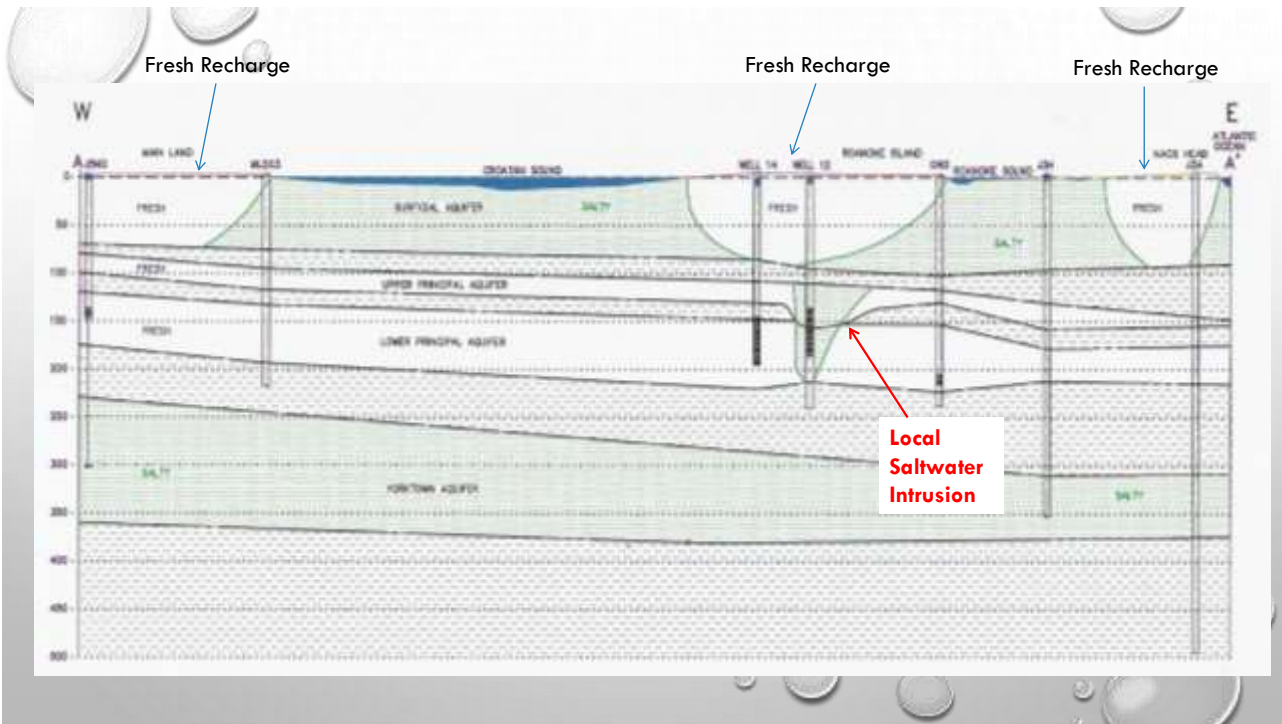 Fresh Recharge
Fresh Recharge
Fresh Recharge
W
E
MAIN LAND
CROATAN SOUND
WELL 14
WELL 13
ROANOKE ISLAND
ROANOKE SOUND
NAGS HEAD
ATLANTIC
OCEAN
A
A'
0
FRESH
SURFICIAL AQUIFER
SALTY
FRESH
SALTY
FRESH
50
100
FRESH
UPPER PRINCIPAL AQUIFER
150
FRESH
LOWER PRINCIPAL AQUIFER
200
250
Local
Saltwater
Intrusion
300
SALTY
YORKTOWN AQUIFER
SALTY
350
400
450
500